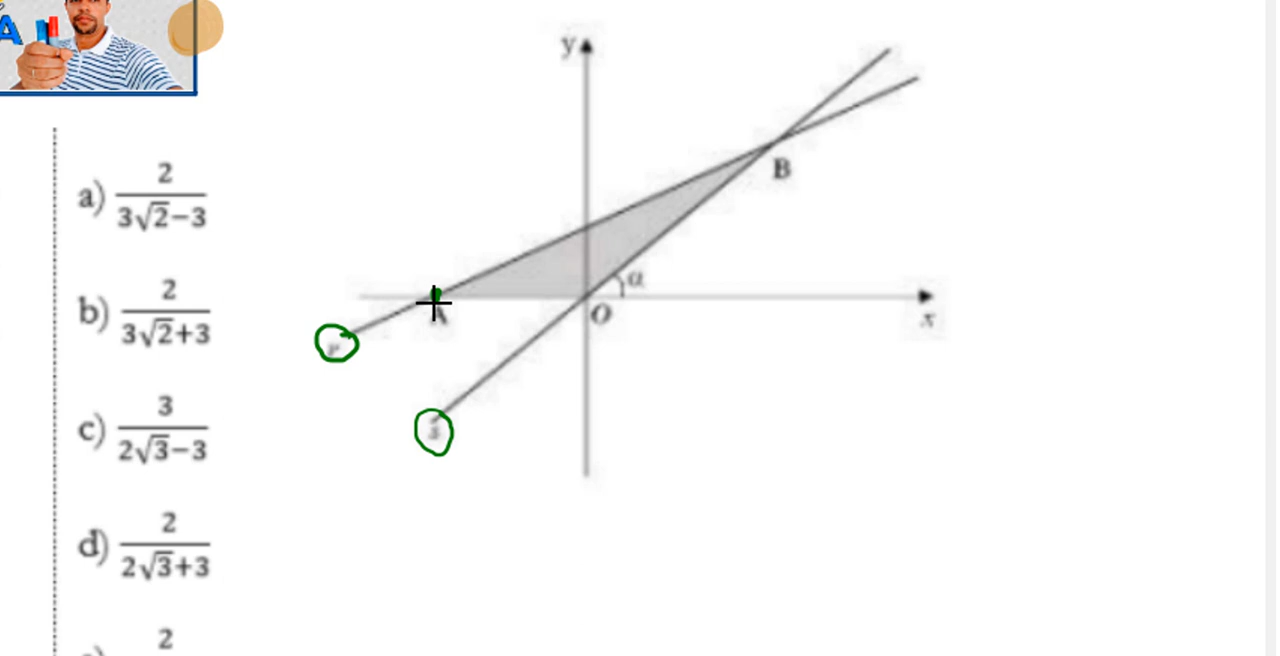 A
a) 2/(3√2−3)
b) 2/(3√2+3)
c) 3/(2√3−3)
d) 2/(2√3+3)
2
y
B
α
A
O
x
r
s